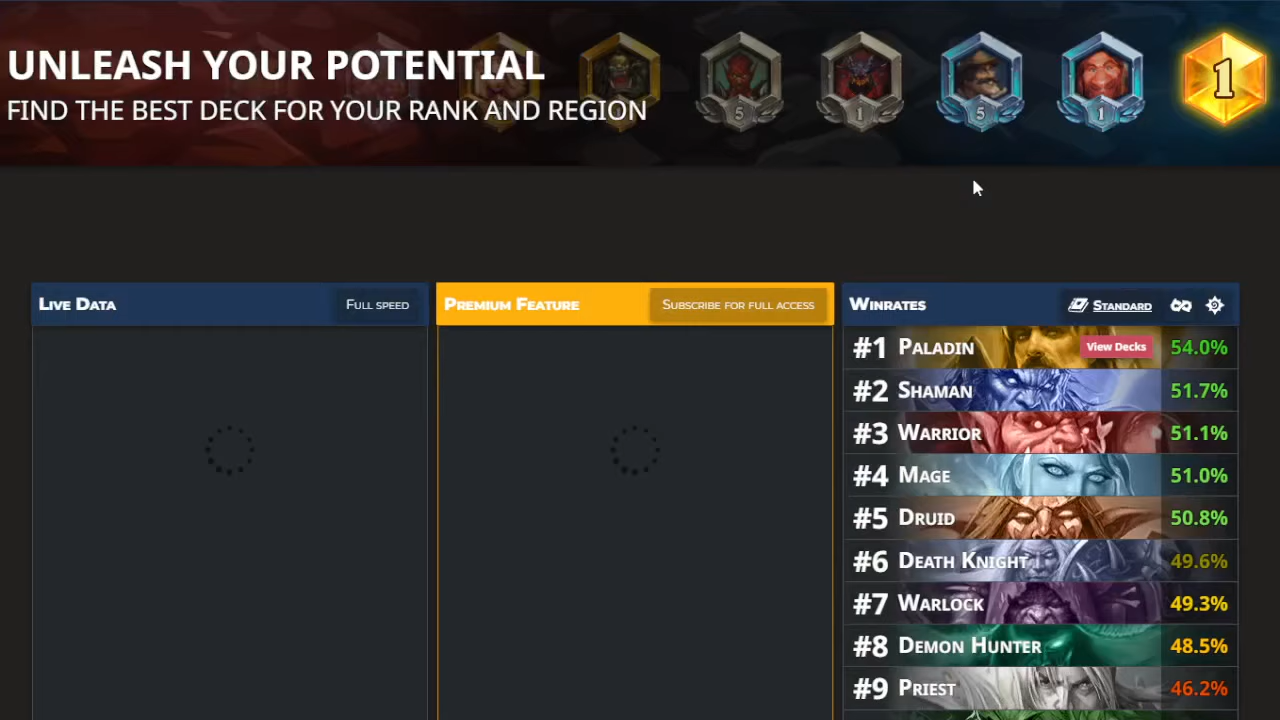 UNLEASH YOUR POTENTIAL
FIND THE BEST DECK FOR YOUR RANK AND REGION
5
1
5
1
1
Live Data
Full speed
Premium Feature
Subscribe for full access
Winrates
Standard
#1 Paladin View Decks 54.0%
#2 Shaman 51.7%
#3 Warrior 51.1%
#4 Mage 51.0%
#5 Druid 50.8%
#6 Death Knight 49.6%
#7 Warlock 49.3%
#8 Demon Hunter 48.5%
#9 Priest 46.2%